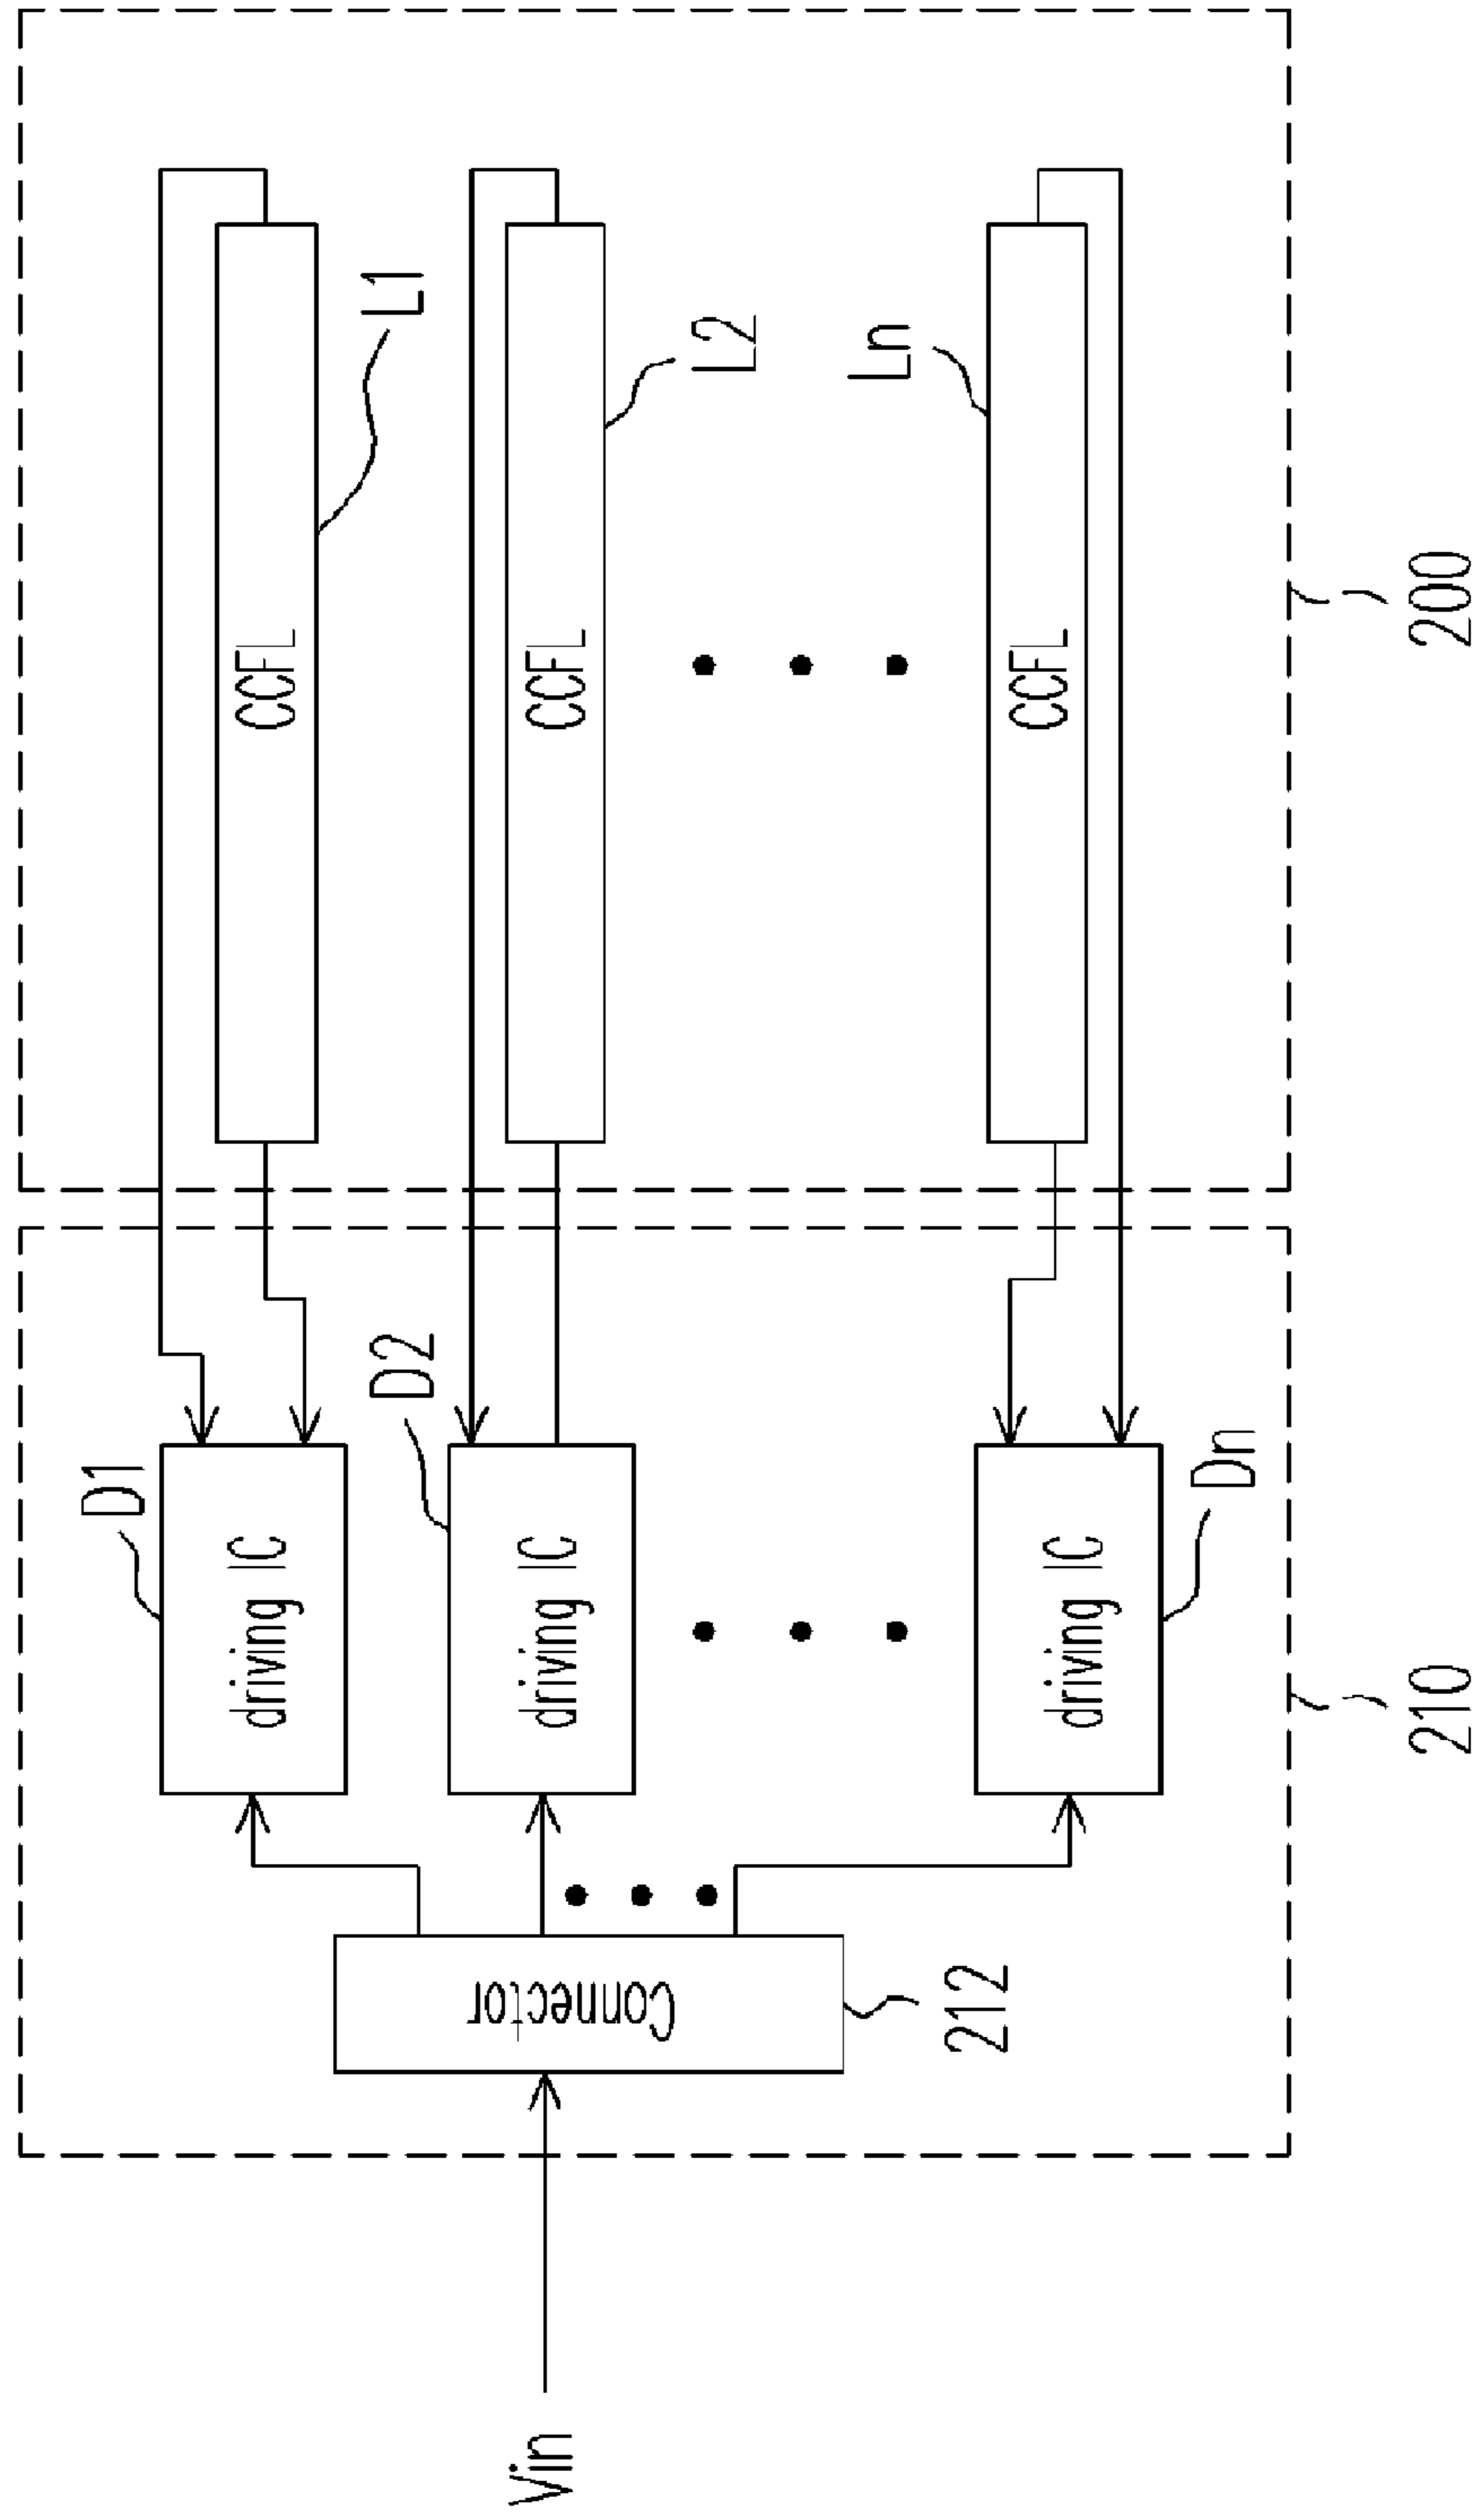 Vin
Connector
212
driving IC
D1
driving IC
D2
driving IC
Dn
210
CCFL
L1
CCFL
L2
CCFL
Ln
200